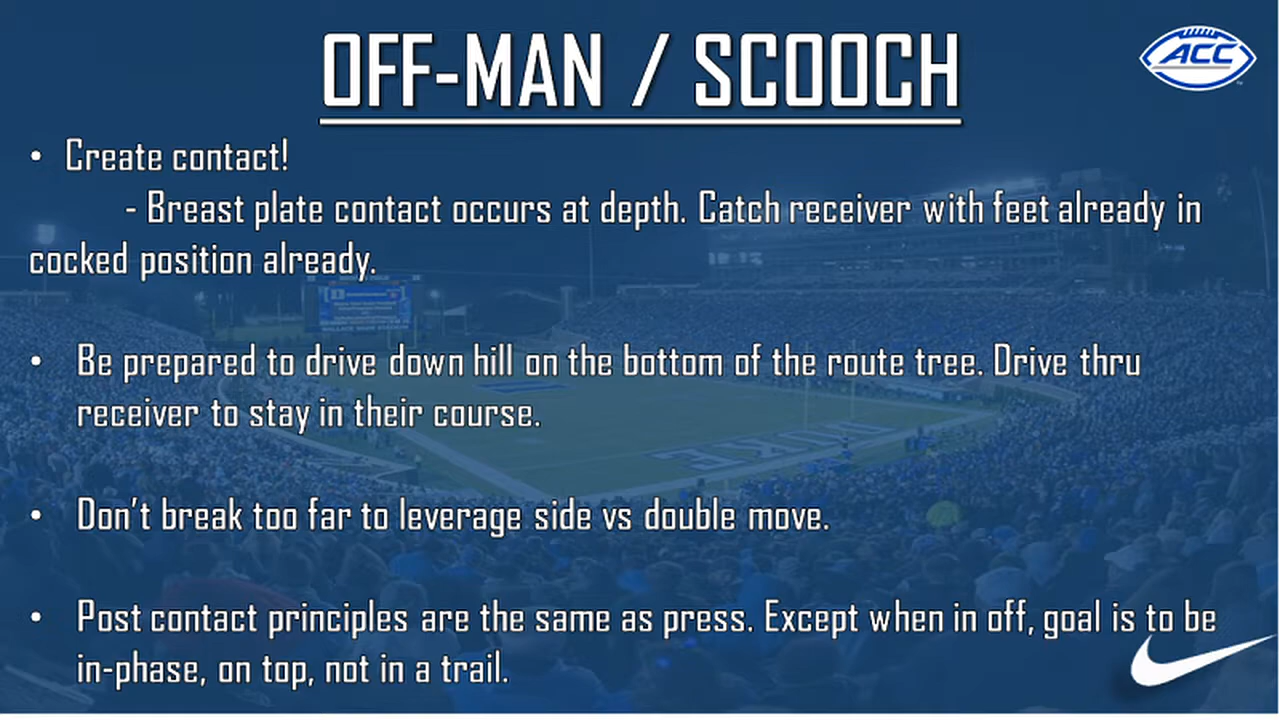 OFF-MAN / SCOOCH
ACC
• Create contact!
- Breast plate contact occurs at depth. Catch receiver with feet already in
cocked position already.
• Be prepared to drive down hill on the bottom of the route tree. Drive thru
receiver to stay in their course.
• Don't break too far to leverage side vs double move.
• Post contact principles are the same as press. Except when in off, goal is to be
in-phase, on top, not in a trail.
DUKE